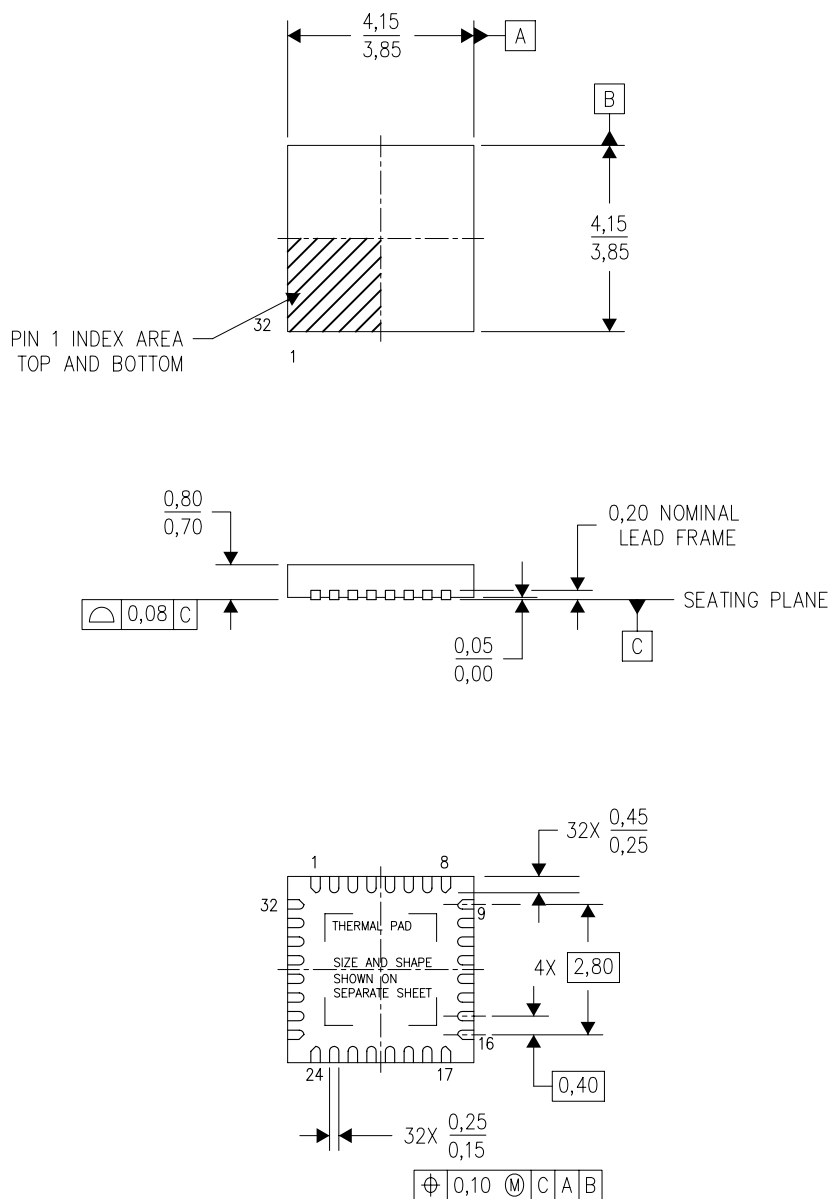 4,15
3,85
A
B
4,15
3,85
PIN 1 INDEX AREA
TOP AND BOTTOM
32
1
0,80
0,70
0,20 NOMINAL
LEAD FRAME
0,08 C
SEATING PLANE
0,05
0,00
C
32X 0,45
0,25
1
8
32
9
THERMAL PAD
SIZE AND SHAPE
SHOWN ON
SEPARATE SHEET
4X 2,80
16
24
17
0,40
32X 0,25
0,15
0,10 Ⓜ C A B